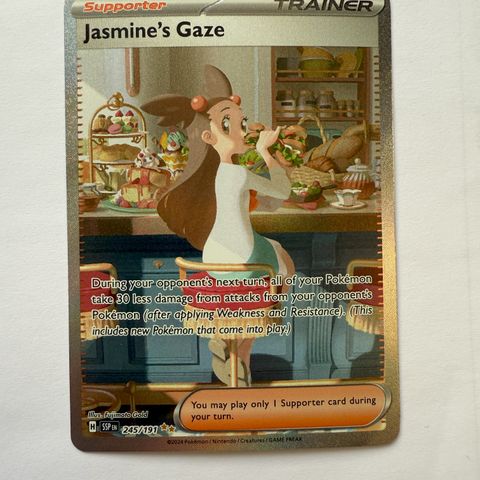 Supporter
TRAINER
Jasmine's Gaze
During your opponent's next turn, all of your Pokémon
take 30 less damage from attacks from your opponent's
Pokémon (after applying Weakness and Resistance). (This
includes new Pokémon that come into play.)
Illus. Fujimoto Gold
H SSP EN 245/191
You may play only 1 Supporter card during
your turn.
©2024 Pokémon / Nintendo / Creatures / GAME FREAK